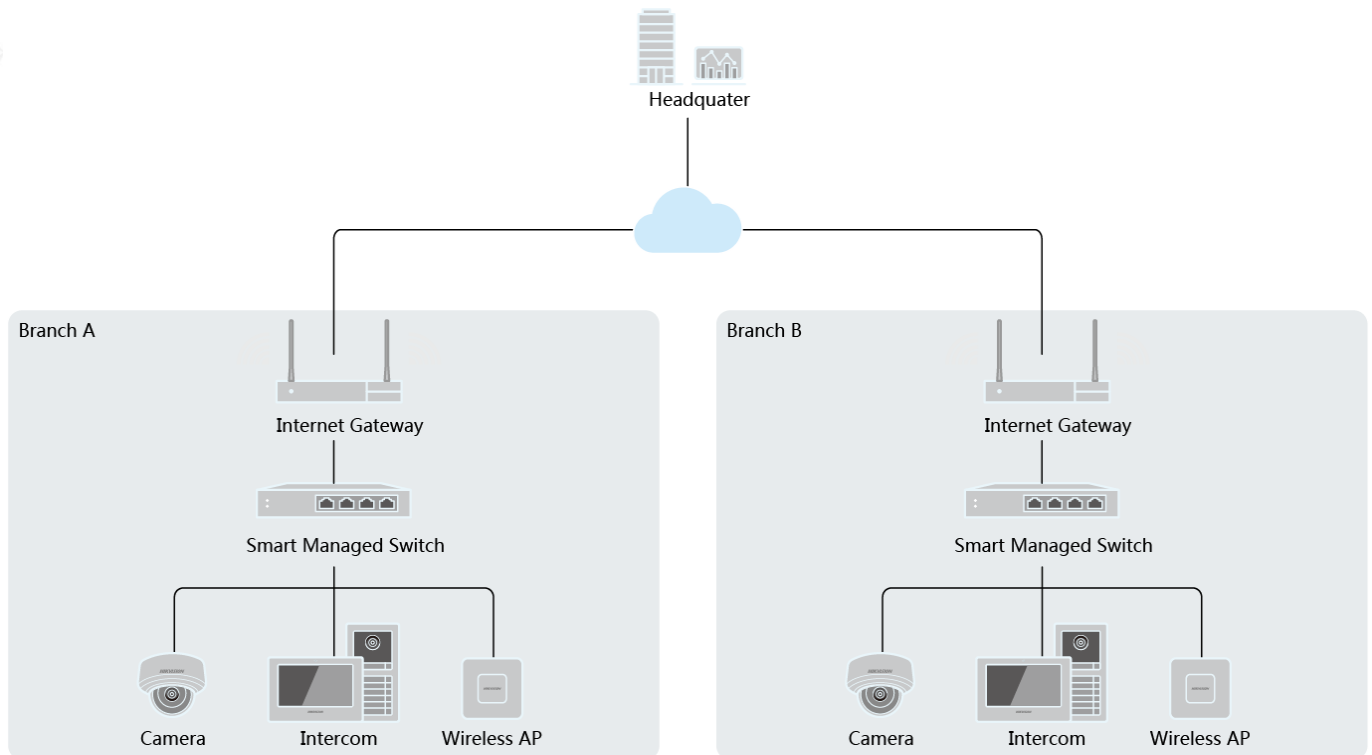 Headquater
Branch A
Branch B
Internet Gateway
Internet Gateway
Smart Managed Switch
Smart Managed Switch
Camera
Intercom
Wireless AP
Camera
Intercom
Wireless AP